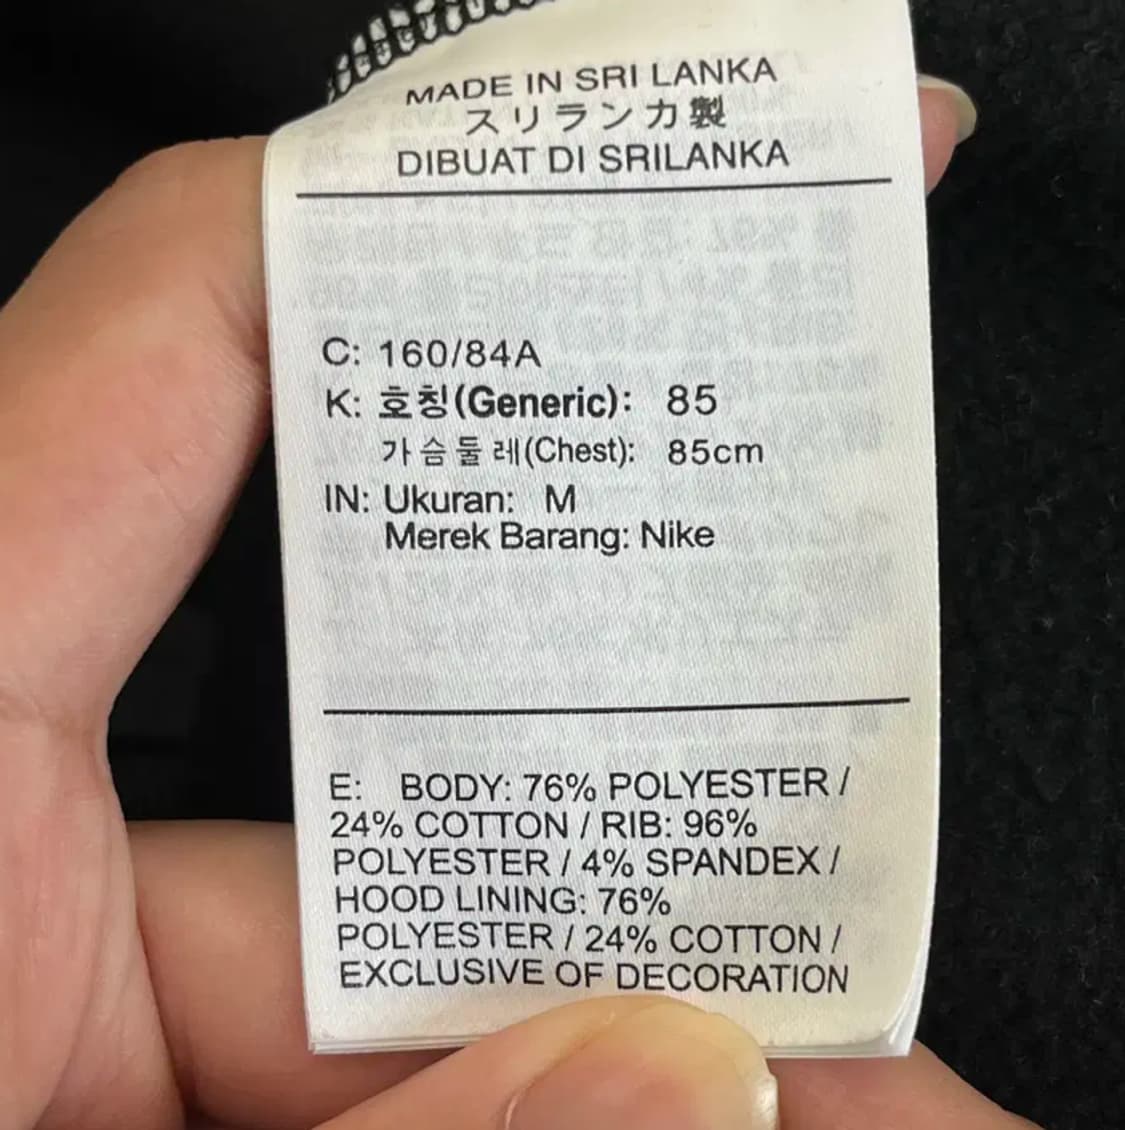 MADE IN SRI LANKA
スリランカ製
DIBUAT DI SRILANKA
C: 160/84A
K: 호칭(Generic): 85
가슴둘레(Chest): 85cm
IN: Ukuran: M
Merek Barang: Nike
E: BODY: 76% POLYESTER /
24% COTTON / RIB: 96%
POLYESTER / 4% SPANDEX /
HOOD LINING: 76%
POLYESTER / 24% COTTON /
EXCLUSIVE OF DECORATION